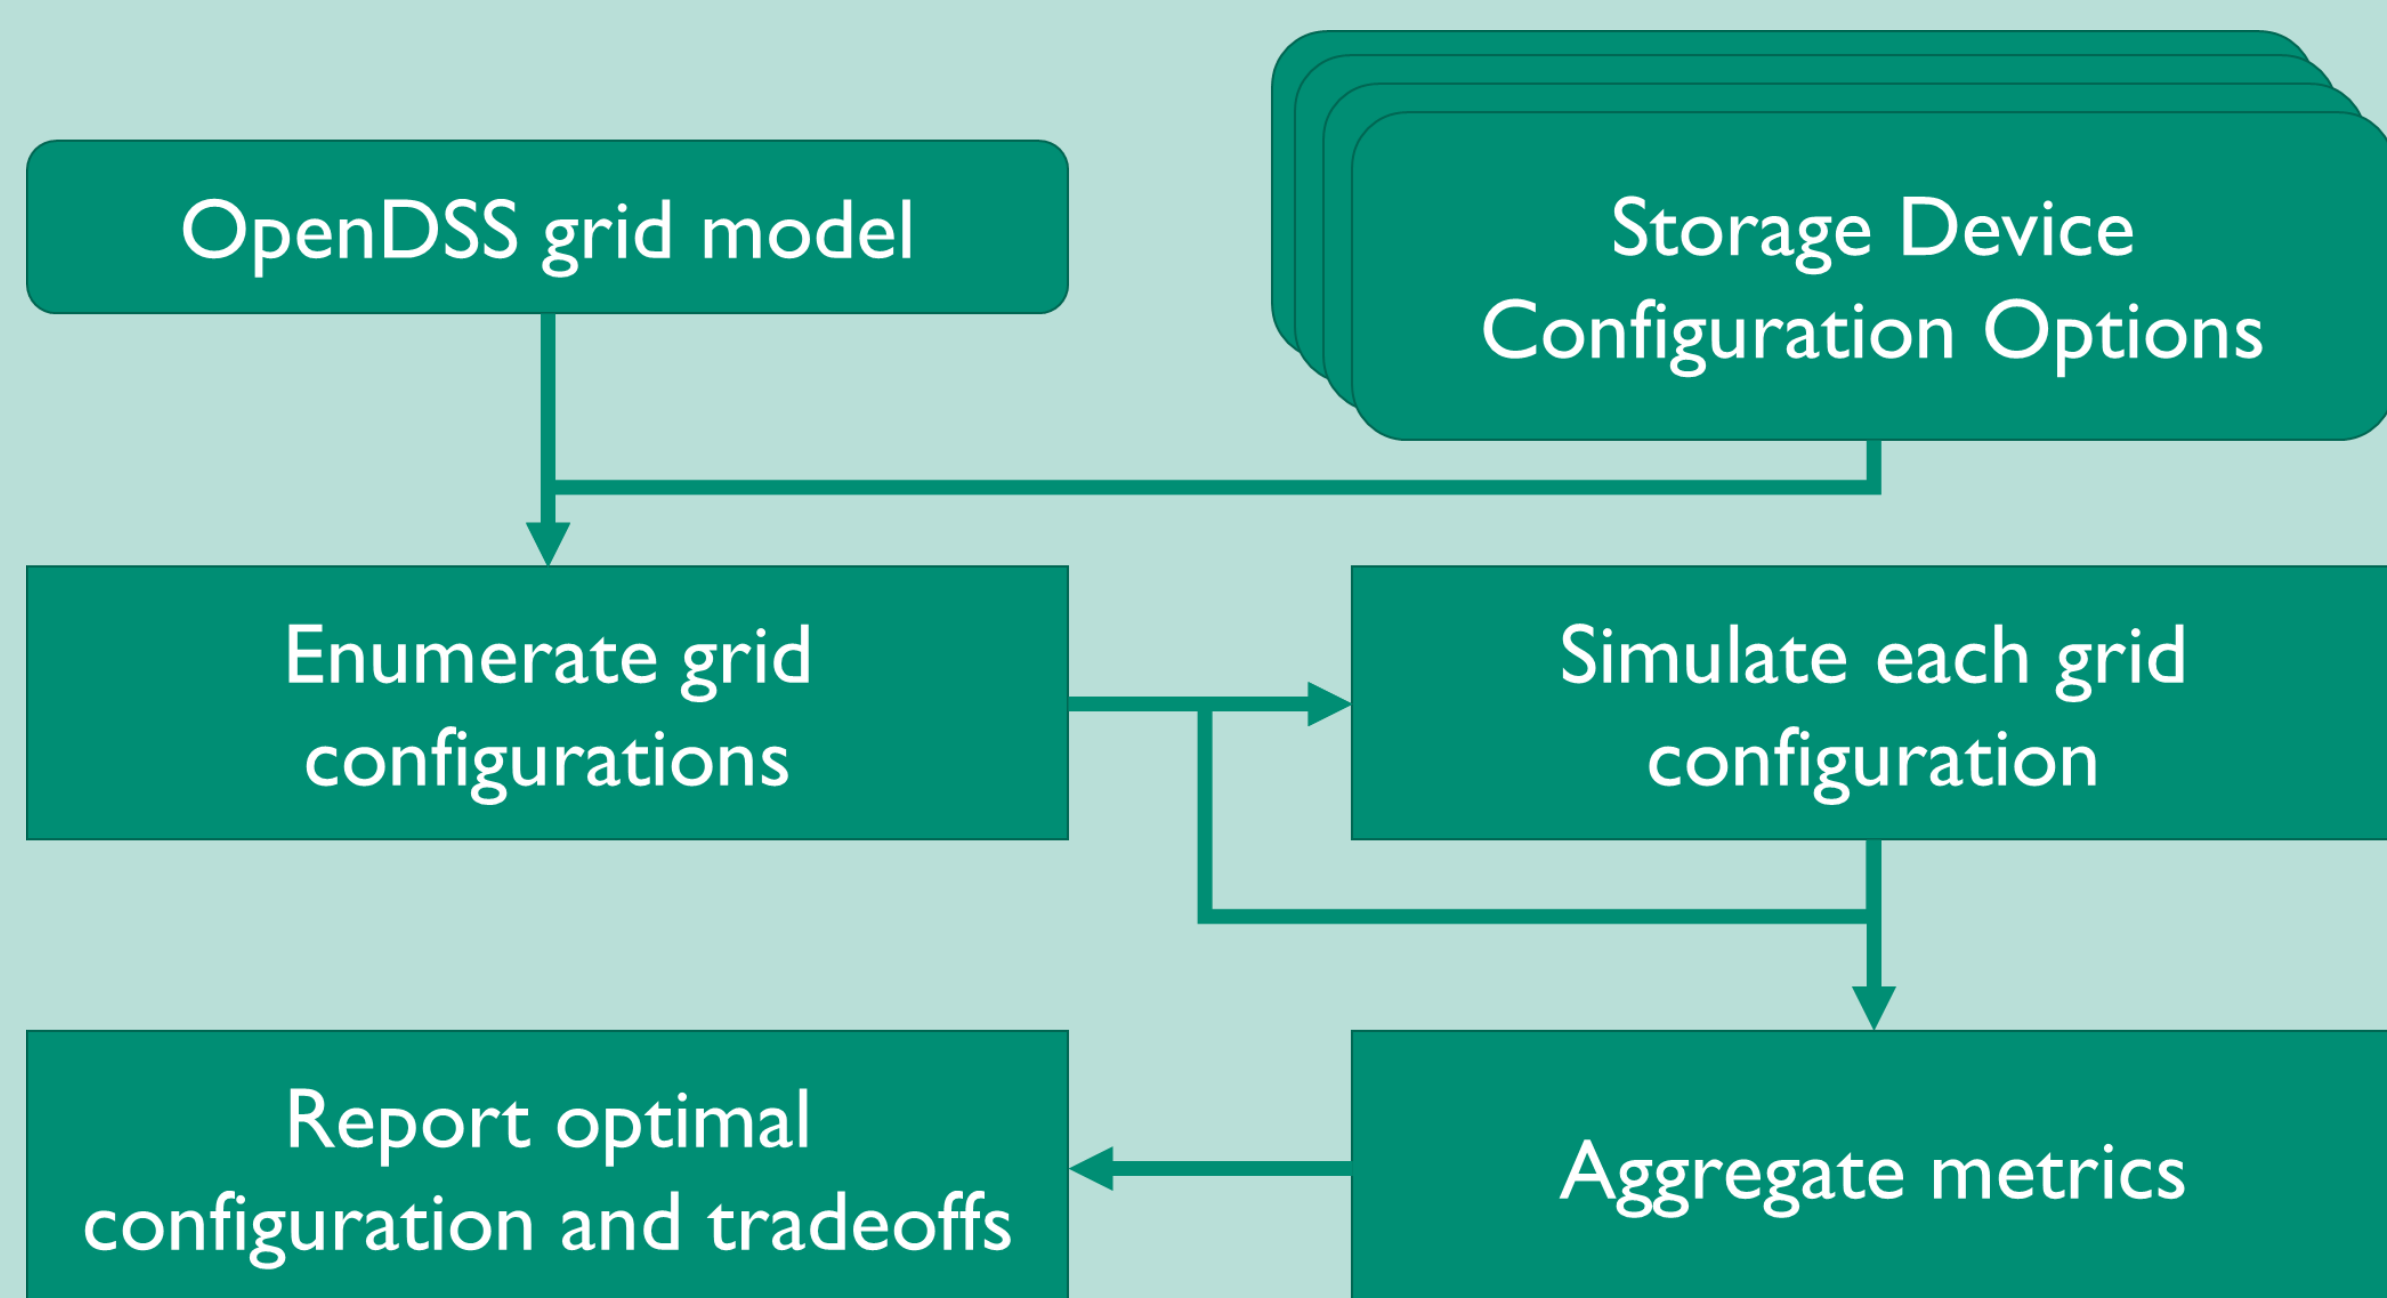 OpenDSS grid model
Storage Device
Configuration Options
Enumerate grid
configurations
Simulate each grid
configuration
Report optimal
configuration and tradeoffs
Aggregate metrics